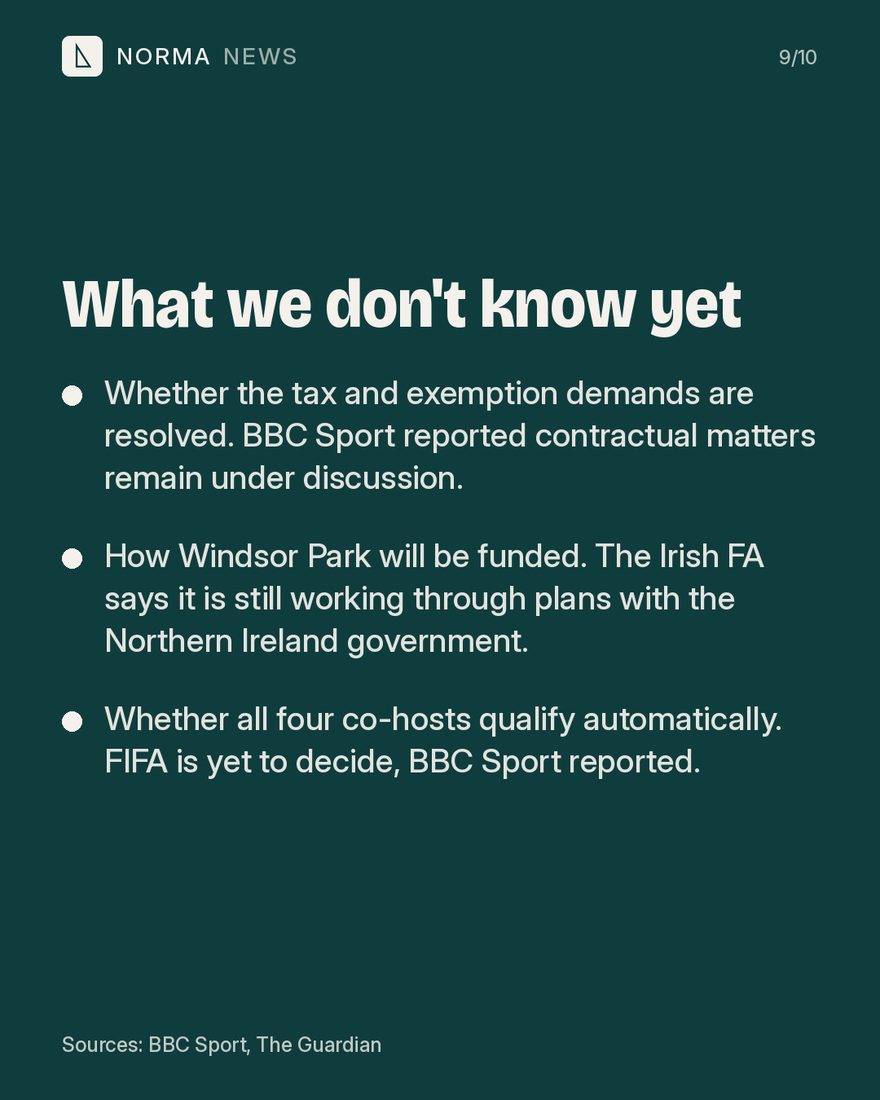 NORMA NEWS
9/10
What we don't know yet
Whether the tax and exemption demands are
resolved. BBC Sport reported contractual matters
remain under discussion.
How Windsor Park will be funded. The Irish FA
says it is still working through plans with the
Northern Ireland government.
Whether all four co-hosts qualify automatically.
FIFA is yet to decide, BBC Sport reported.
Sources: BBC Sport, The Guardian